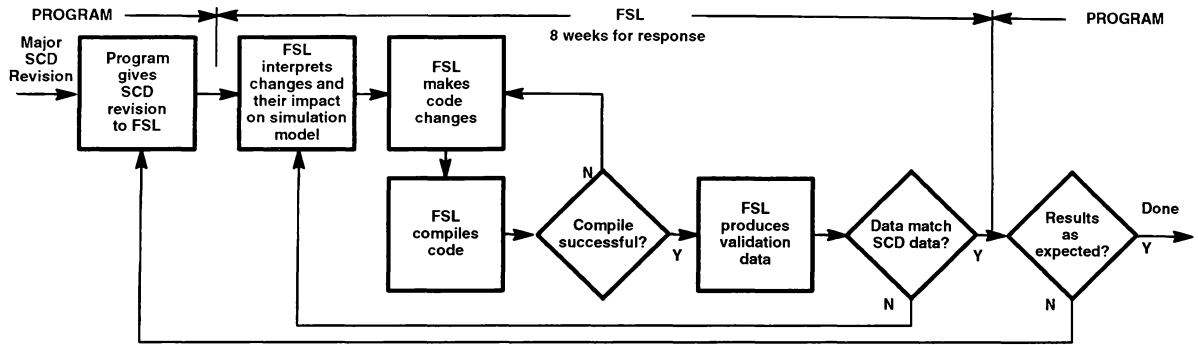 PROGRAM
FSL
PROGRAM
8 weeks for response
Major
SCD
Revision
Program
gives
SCD
revision
to FSL
FSL
interprets
changes and
their impact
on simulation
model
FSL
makes
code
changes
N
FSL
compiles
code
Compile
successful?
Y
FSL
produces
validation
data
Data match
SCD data?
Y
N
Results
as
expected?
Done
Y
N